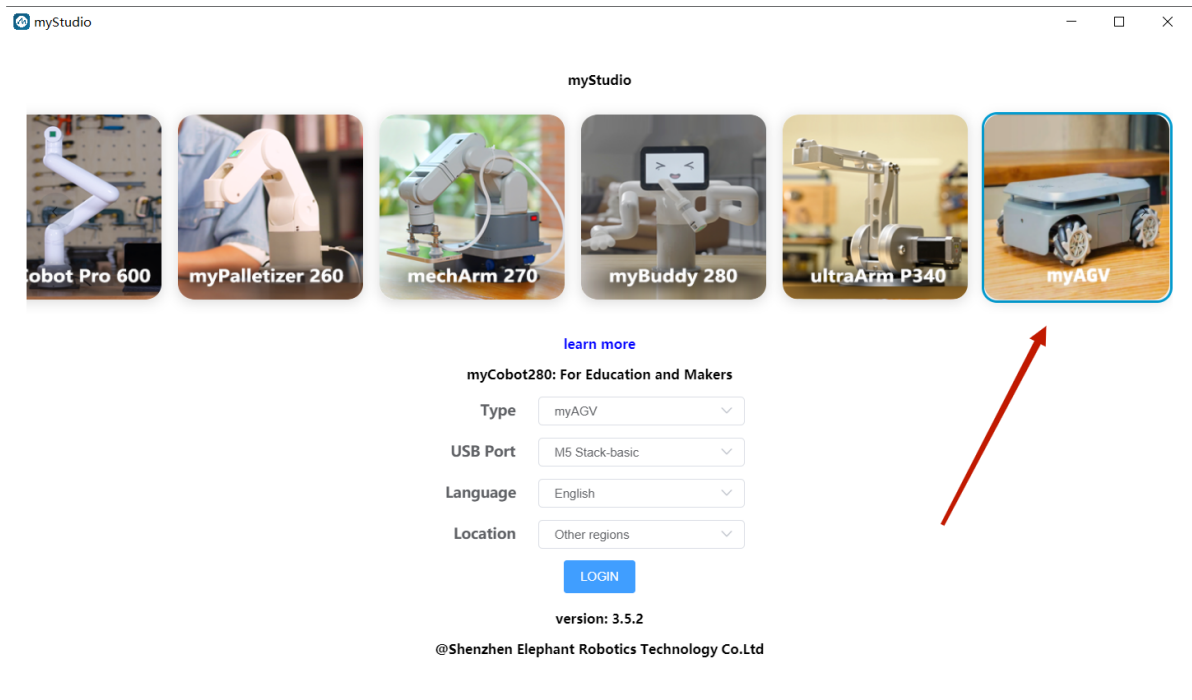 myStudio
myStudio
Cobot Pro 600
myPalletizer 260
mechArm 270
myBuddy 280
ultraArm P340
myAGV
learn more
myCobot280: For Education and Makers
Type myAGV
USB Port M5 Stack-basic
Language English
Location Other regions
LOGIN
version: 3.5.2
@Shenzhen Elephant Robotics Technology Co.Ltd